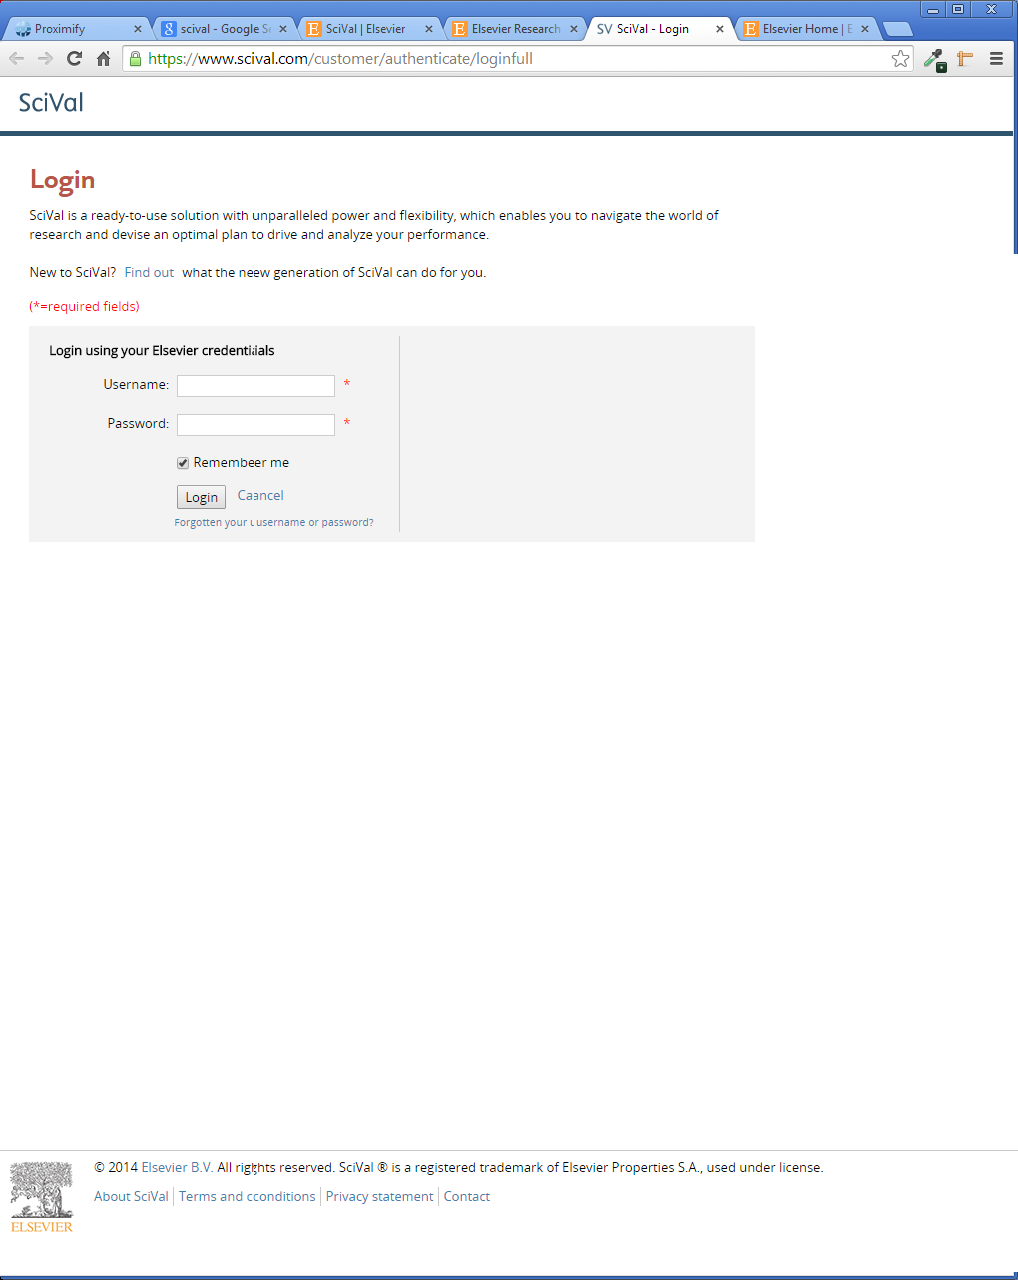 Proximify
scival - Google Se
SciVal | Elsevier
Elsevier Research
SV SciVal - Login
Elsevier Home | E
https://www.scival.com/customer/authenticate/loginfull
SciVal
Login
SciVal is a ready-to-use solution with unparalleled power and flexibility, which enables you to navigate the world of
research and devise an optimal plan to drive and analyze your performance.
New to SciVal? Find out what the neew generation of SciVal can do for you.
(*=required fields)
Login using your Elsevier credentiials
Username: *
Password: *
Remembeer me
Login Caancel
Forgotten your username or password?
© 2014 Elsevier B.V. All rights reserved. SciVal ® is a registered trademark of Elsevier Properties S.A., used under license.
About SciVal Terms and cconditions Privacy statement Contact
ELSEVIER